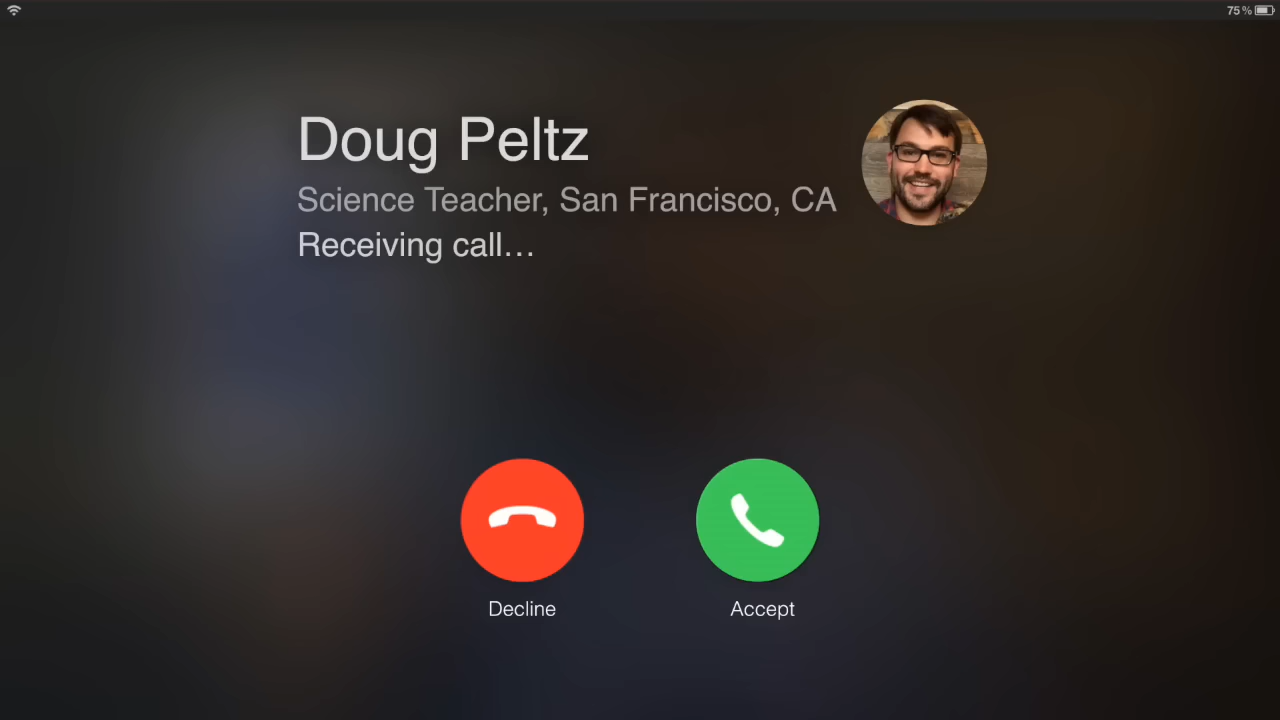 75%
Doug Peltz
Science Teacher, San Francisco, CA
Receiving call…
Decline
Accept